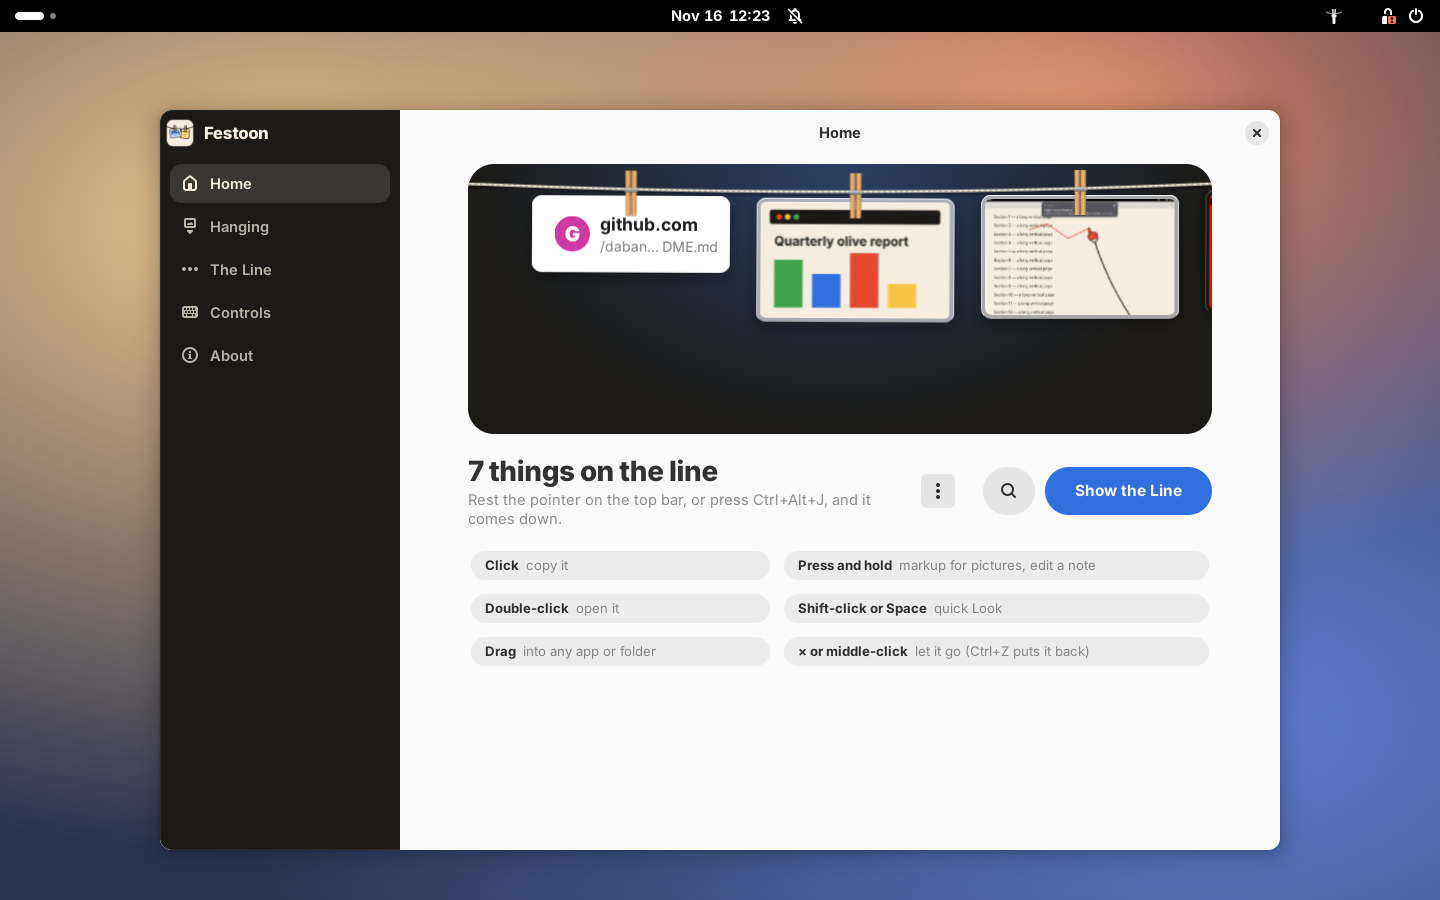 Nov 16 12:23
Festoon
Home
Hanging
The Line
Controls
About
Home
G
github.com
/daban... DME.md
Quarterly olive report
7 things on the line
Rest the pointer on the top bar, or press Ctrl+Alt+J, and it
comes down.
Show the Line
Click copy it
Press and hold markup for pictures, edit a note
Double-click open it
Shift-click or Space quick Look
Drag into any app or folder
× or middle-click let it go (Ctrl+Z puts it back)